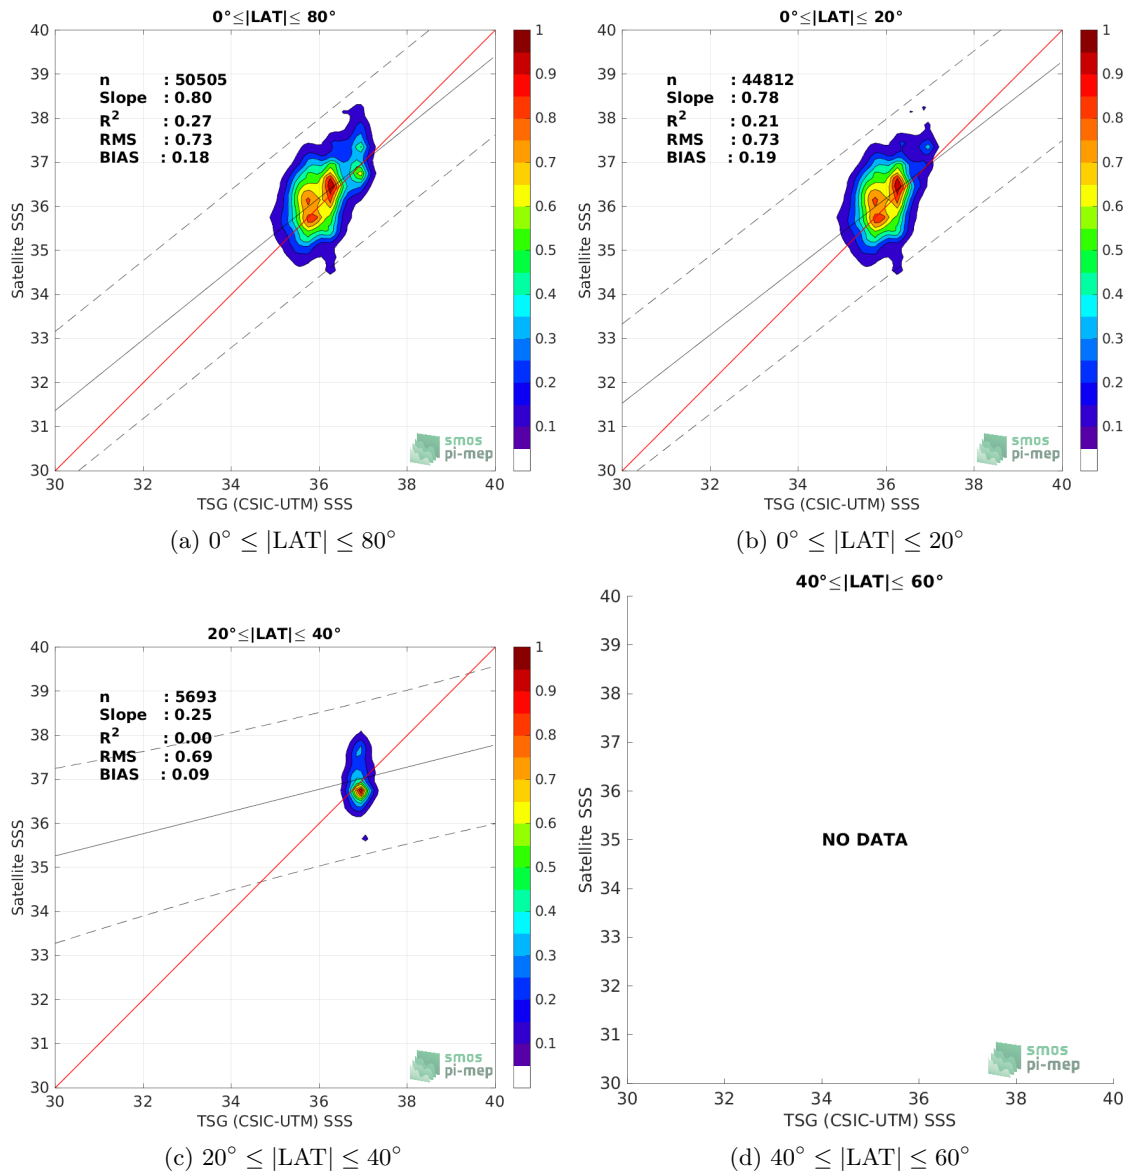 0°≤|LAT|≤ 80°
40
39
38
37
36
35
34
33
32
31
30
Satellite SSS
n : 50505
Slope : 0.80
R² : 0.27
RMS : 0.73
BIAS : 0.18
smos
pi-mep
30 32 34 36 38 40
TSG (CSIC-UTM) SSS
1
0.9
0.8
0.7
0.6
0.5
0.4
0.3
0.2
0.1
(a) 0° ≤ |LAT| ≤ 80°
0°≤|LAT|≤ 20°
40
39
38
37
36
35
34
33
32
31
30
Satellite SSS
n : 44812
Slope : 0.78
R² : 0.21
RMS : 0.73
BIAS : 0.19
smos
pi-mep
30 32 34 36 38 40
TSG (CSIC-UTM) SSS
1
0.9
0.8
0.7
0.6
0.5
0.4
0.3
0.2
0.1
(b) 0° ≤ |LAT| ≤ 20°
20°≤|LAT|≤ 40°
40
39
38
37
36
35
34
33
32
31
30
Satellite SSS
n : 5693
Slope : 0.25
R² : 0.00
RMS : 0.69
BIAS : 0.09
smos
pi-mep
30 32 34 36 38 40
TSG (CSIC-UTM) SSS
1
0.9
0.8
0.7
0.6
0.5
0.4
0.3
0.2
0.1
(c) 20° ≤ |LAT| ≤ 40°
40°≤|LAT|≤ 60°
40
39
38
37
36
35
34
33
32
31
30
Satellite SSS
NO DATA
smos
pi-mep
30 32 34 36 38 40
TSG (CSIC-UTM) SSS
(d) 40° ≤ |LAT| ≤ 60°